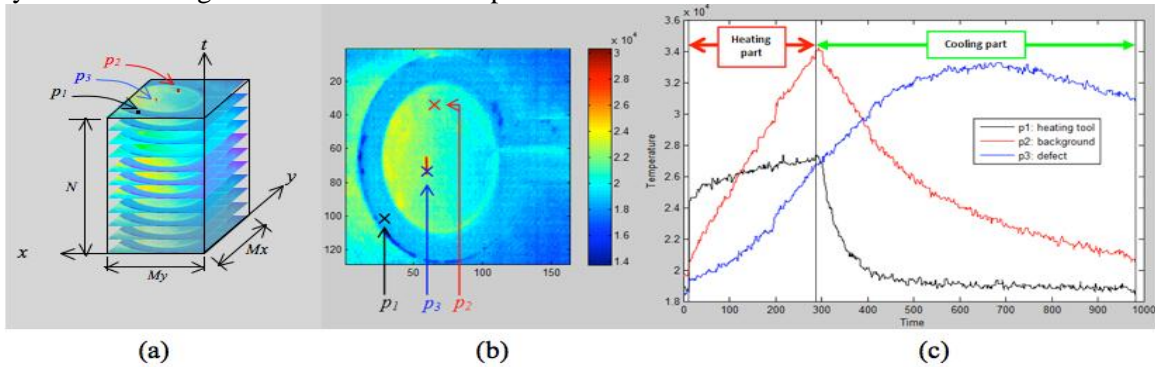 t
p2
p3
p1
N
y
x
My
Mx
x 10^4
0
20
40
60
80
100
120
50
100
150
p1
p3
p2
3
2.8
2.6
2.4
2.2
2
1.8
1.6
1.4
x 10^4
3.6
3.4
3.2
3
2.8
2.6
2.4
2.2
2
1.8
Temperature
Heating
part
Cooling part
p1: heating tool
p2: background
p3: defect
0 100 200 300 400 500 600 700 800 900 1000
Time
(a) (b) (c)